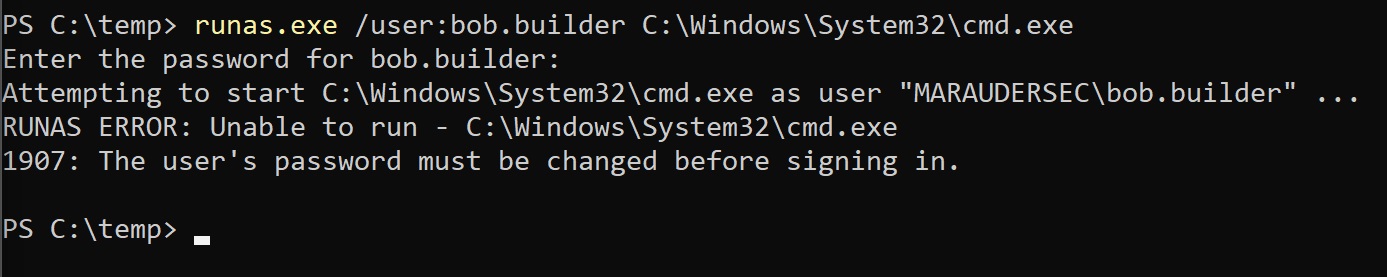 PS C:\temp> runas.exe /user:bob.builder C:\Windows\System32\cmd.exe
Enter the password for bob.builder:
Attempting to start C:\Windows\System32\cmd.exe as user "MARAUDERSEC\bob.builder" ...
RUNAS ERROR: Unable to run - C:\Windows\System32\cmd.exe
1907: The user's password must be changed before signing in.
PS C:\temp>